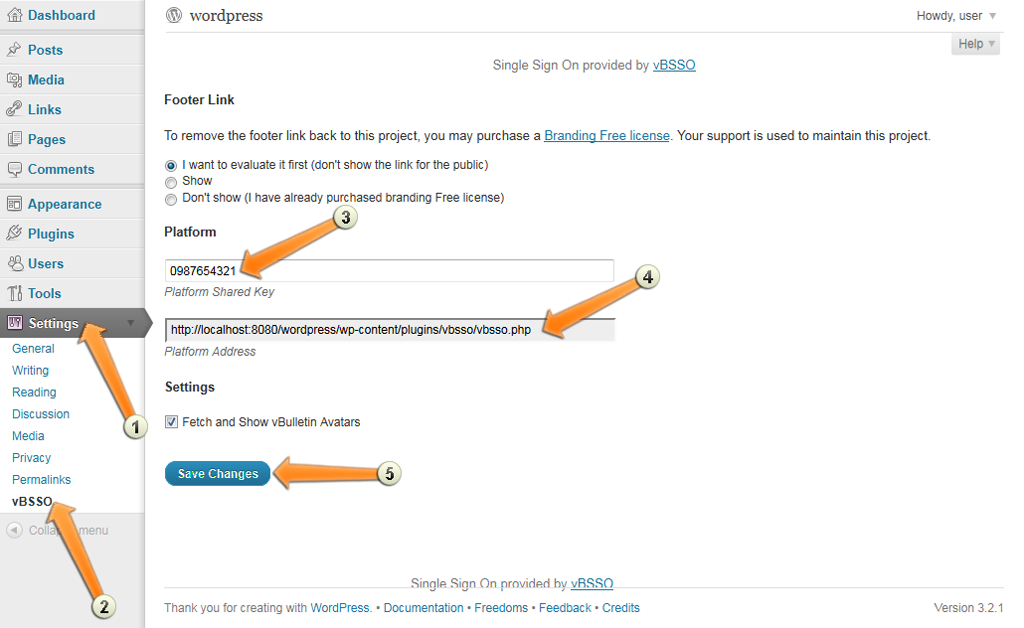 Dashboard
Posts
Media
Links
Pages
Comments
Appearance
Plugins
Users
Tools
Settings
General
Writing
Reading
Discussion
Media
Privacy
Permalinks
vBSSO
menu
1
2
wordpress
Howdy, user
Help
Single Sign On provided by vBSSO
Footer Link
To remove the footer link back to this project, you may purchase a Branding Free license. Your support is used to maintain this project.
I want to evaluate it first (don't show the link for the public)
Show
Don't show (I have already purchased branding Free license)
Platform
3
0987654321
Platform Shared Key
4
http://localhost:8080/wordpress/wp-content/plugins/vbsso/vbsso.php
Platform Address
Settings
Fetch and Show vBulletin Avatars
Save Changes
5
Single Sign On provided by vBSSO
Thank you for creating with WordPress. • Documentation • Freedoms • Feedback • Credits
Version 3.2.1